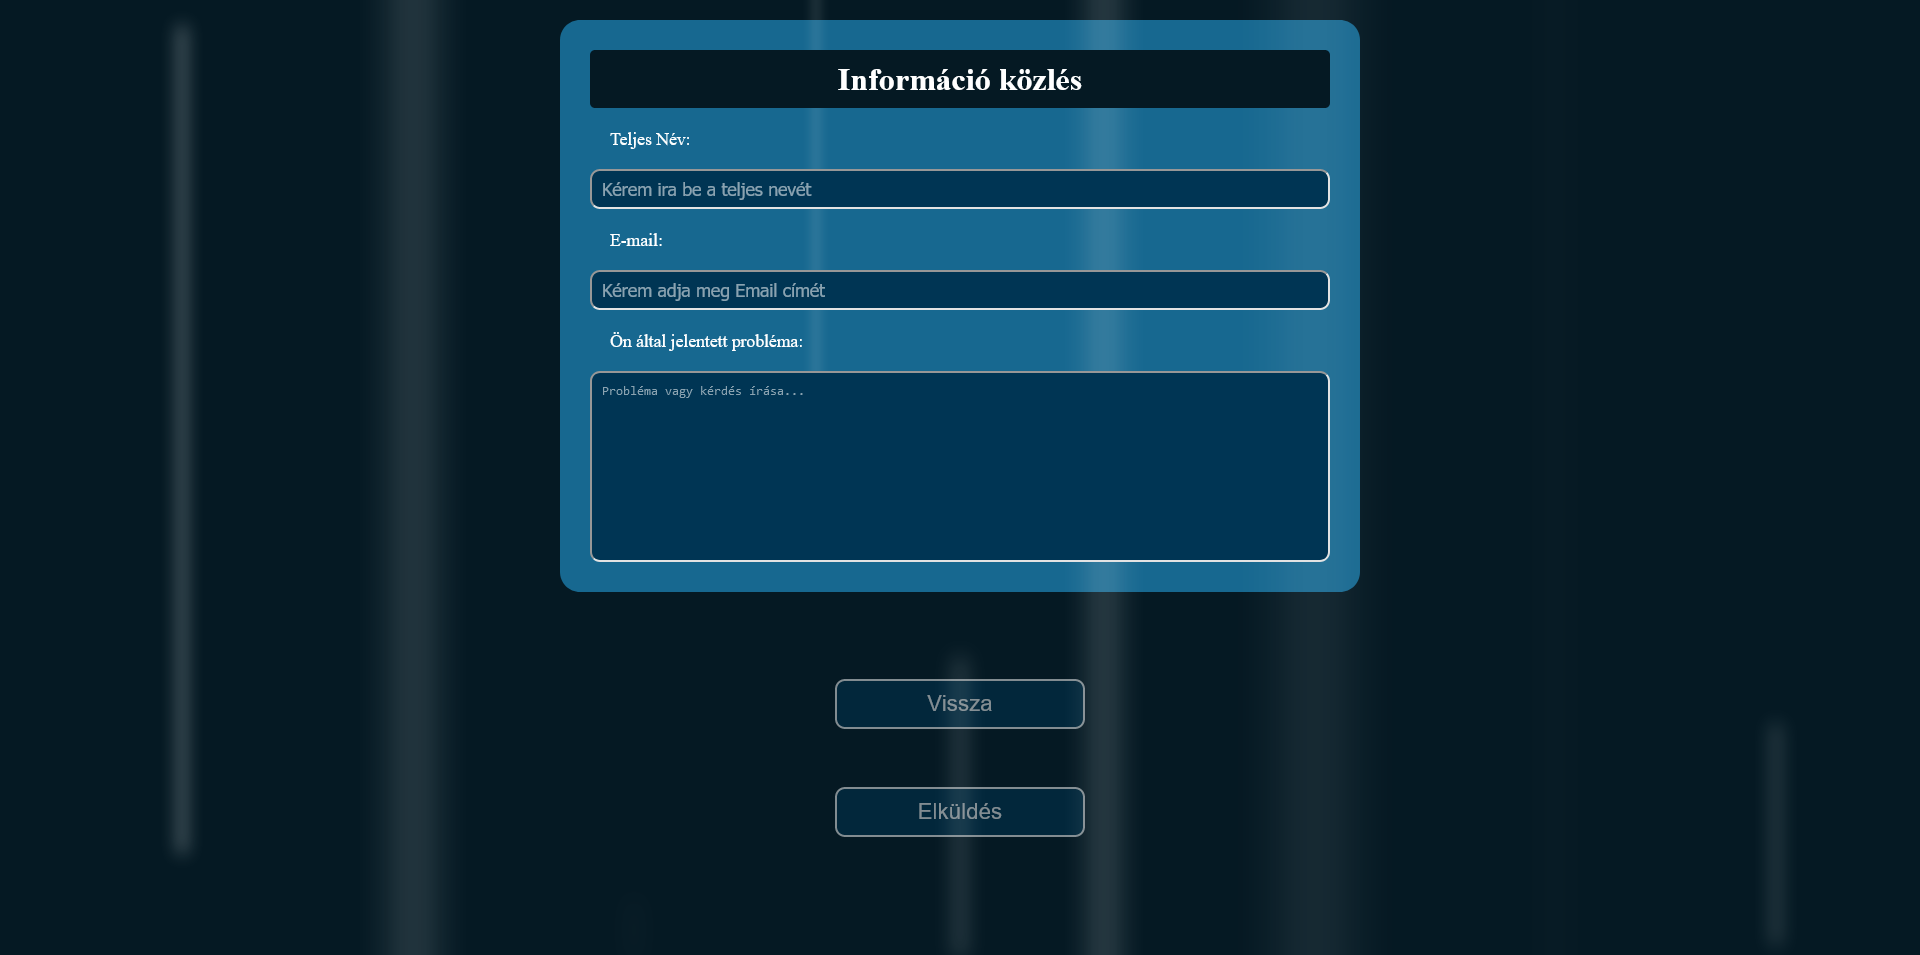 Információ közlés
Teljes Név:
Kérem ira be a teljes nevét
E-mail:
Kérem adja meg Email címét
Ön által jelentett probléma:
Probléma vagy kérdés írása...
Vissza
Elküldés